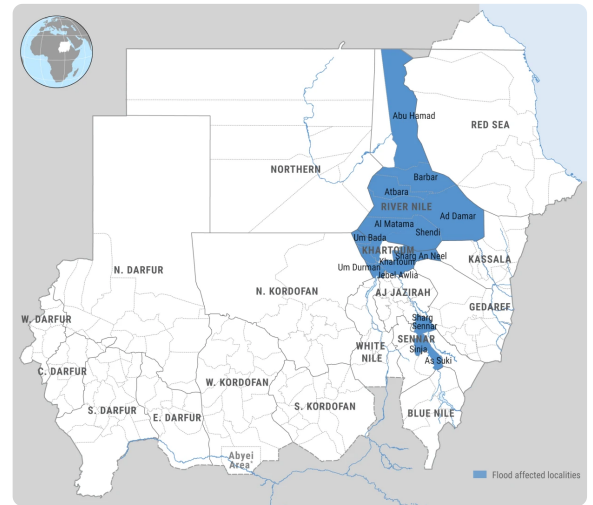 Abu Hamad
RED SEA
NORTHERN
Barbar
Atbara
RIVER NILE
Ad Damar
Al Matama
Shendi
Um Bada
KHARTOUM
Sharg An Neel
Khartoum
KASSALA
Um Durman
Jebel Awlia
N. DARFUR
N. KORDOFAN
AJ JAZIRAH
GEDAREF
W. DARFUR
Sharg
Sennar
SENNAR
WHITE
NILE
Sinja
As Suki
C. DARFUR
W. KORDOFAN
S. DARFUR
E. DARFUR
S. KORDOFAN
BLUE NILE
Abyei
Area
Flood affected localities